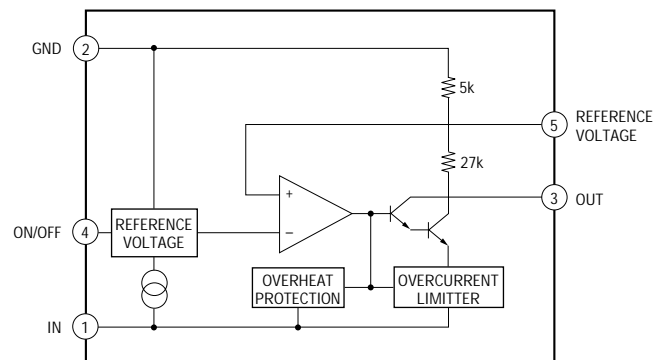 GND 2
5k
5 REFERENCE
VOLTAGE
27k
+
3 OUT
ON/OFF 4
REFERENCE
VOLTAGE
−
OVERHEAT
PROTECTION
OVERCURRENT
LIMITTER
IN 1